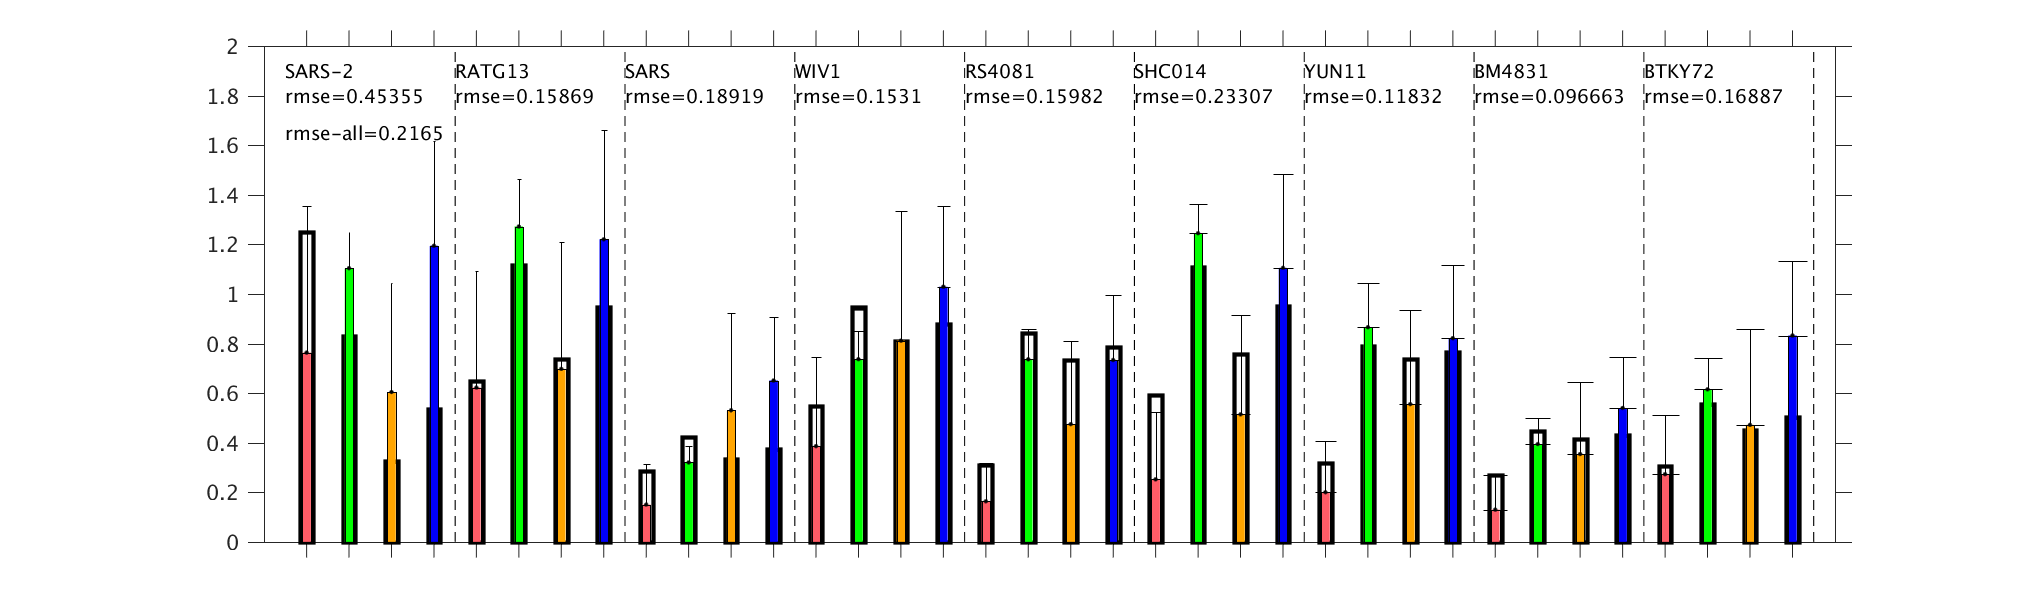 2
1.8
1.6
1.4
1.2
1
0.8
0.6
0.4
0.2
0
SARS-2
rmse=0.45355
rmse-all=0.2165
RATG13
rmse=0.15869
SARS
rmse=0.18919
WIV1
rmse=0.1531
RS4081
rmse=0.15982
SHC014
rmse=0.23307
YUN11
rmse=0.11832
BM4831
rmse=0.096663
BTKY72
rmse=0.16887